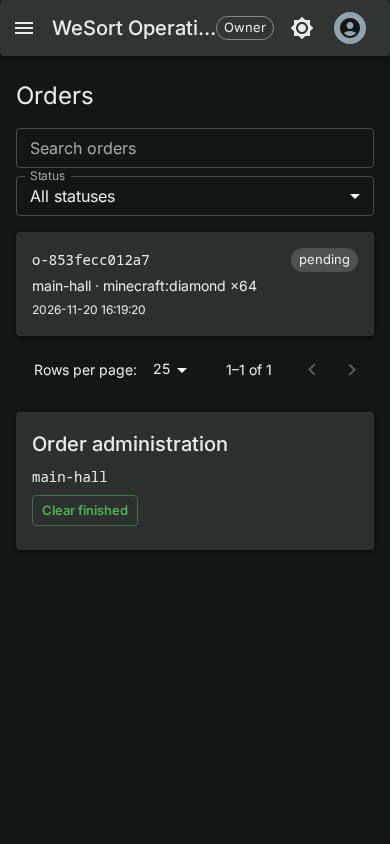 WeSort Operati...
Owner
Orders
Search orders
Status
All statuses
o-853fecc012a7
pending
main-hall · minecraft:diamond ×64
2026-11-20 16:19:20
Rows per page: 25 1–1 of 1
Order administration
main-hall
Clear finished